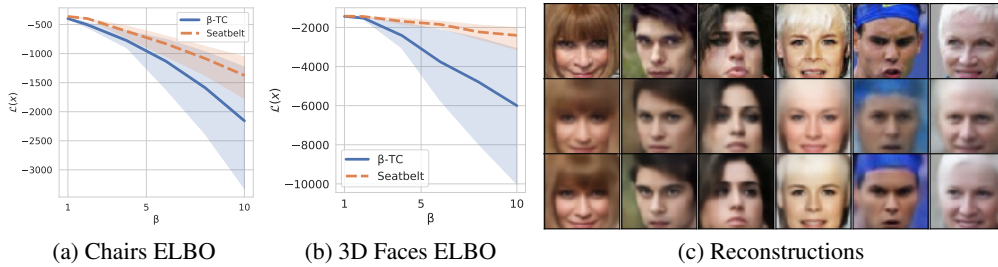 −500
−1000
−1500
−2000
−2500
−3000
ℒ(x)
1
5
10
β
β-TC
Seatbelt
(a) Chairs ELBO
−2000
−4000
−6000
−8000
−10000
ℒ(x)
1
5
10
β
β-TC
Seatbelt
(b) 3D Faces ELBO
(c) Reconstructions